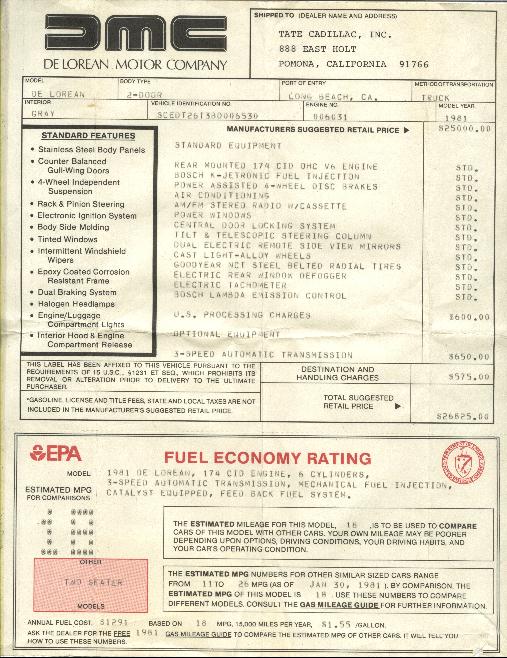 DMC
DE LOREAN MOTOR COMPANY
SHIPPED TO (DEALER NAME AND ADDRESS)
TATE CADILLAC, INC.
888 EAST HOLT
POMONA, CALIFORNIA 91766
MODEL BODY TYPE PORT OF ENTRY METHOD OF TRANSPORTATION
DE LOREAN 2-DOOR LONG BEACH, CA. TRUCK
INTERIOR VEHICLE IDENTIFICATION NO. ENGINE NO. MODEL YEAR
GRAY SCEDT26T3BD006530 006031 1981
MANUFACTURERS SUGGESTED RETAIL PRICE ▶ $25000.00
STANDARD FEATURES
• Stainless Steel Body Panels
• Counter Balanced
Gull-Wing Doors
• 4-Wheel Independent
Suspension
• Rack & Pinion Steering
• Electronic Ignition System
• Body Side Molding
• Tinted Windows
• Intermittent Windshield
Wipers
• Epoxy Coated Corrosion
Resistant Frame
• Dual Braking System
• Halogen Headlamps
• Engine/Luggage
Compartment Lights
• Interior Hood & Engine
Compartment Release
STANDARD EQUIPMENT
REAR MOUNTED 174 CID OHC V6 ENGINE STD.
BOSCH K-JETRONIC FUEL INJECTION STD.
POWER ASSISTED 4-WHEEL DISC BRAKES STD.
AIR CONDITIONING STD.
AM/FM STEREO RADIO W/CASSETTE STD.
POWER WINDOWS STD.
CENTRAL DOOR LOCKING SYSTEM STD.
TILT & TELESCOPIC STEERING COLUMN STD.
DUAL ELECTRIC REMOTE SIDE VIEW MIRRORS STD.
CAST LIGHT-ALLOY WHEELS STD.
GOODYEAR NCT STEEL BELTED RADIAL TIRES STD.
ELECTRIC REAR WINDOW DEFOGGER STD.
ELECTRIC TACHOMETER STD.
BOSCH LAMBDA EMISSION CONTROL STD.
U.S. PROCESSING CHARGES $600.00
OPTIONAL EQUIPMENT
3-SPEED AUTOMATIC TRANSMISSION $650.00
THIS LABEL HAS BEEN AFFIXED TO THIS VEHICLE PURSUANT TO THE
REQUIREMENTS OF 15 U.S.C., §1231 ET SEQ., WHICH PROHIBITS ITS
REMOVAL OR ALTERATION PRIOR TO DELIVERY TO THE ULTIMATE
PURCHASER.
*GASOLINE, LICENSE AND TITLE FEES, STATE AND LOCAL TAXES ARE NOT
INCLUDED IN THE MANUFACTURER'S SUGGESTED RETAIL PRICE.
DESTINATION AND
HANDLING CHARGES $575.00
TOTAL SUGGESTED
RETAIL PRICE ▶ $26825.00
EPA
FUEL ECONOMY RATING
MODEL 1981 DE LOREAN, 174 CID ENGINE, 6 CYLINDERS,
3-SPEED AUTOMATIC TRANSMISSION, MECHANICAL FUEL INJECTION,
CATALYST EQUIPPED, FEED BACK FUEL SYSTEM.
ESTIMATED MPG
FOR COMPARISONS
THE ESTIMATED MILEAGE FOR THIS MODEL, 18 , IS TO BE USED TO COMPARE
CARS OF THIS MODEL WITH OTHER CARS. YOUR OWN MILEAGE MAY BE POORER
DEPENDING UPON OPTIONS, DRIVING CONDITIONS, YOUR DRIVING HABITS, AND
YOUR CAR'S OPERATING CONDITION.
OTHER
TWO SEATER
MODELS
THE ESTIMATED MPG NUMBERS FOR OTHER SIMILAR SIZED CARS RANGE
FROM 11 TO 26 MPG (AS OF JAN 30, 1981 ). BY COMPARISON, THE
ESTIMATED MPG OF THIS MODEL IS 18 . USE THESE NUMBERS TO COMPARE
DIFFERENT MODELS. CONSULT THE GAS MILEAGE GUIDE FOR FURTHER INFORMATION.
ANNUAL FUEL COST: $1291 BASED ON 18 MPG, 15,000 MILES PER YEAR, $1.55 /GALLON.
ASK THE DEALER FOR THE FREE 1981 GAS MILEAGE GUIDE TO COMPARE THE ESTIMATED MPG OF OTHER CARS. IT WILL TELL YOU
HOW TO USE THESE NUMBERS.